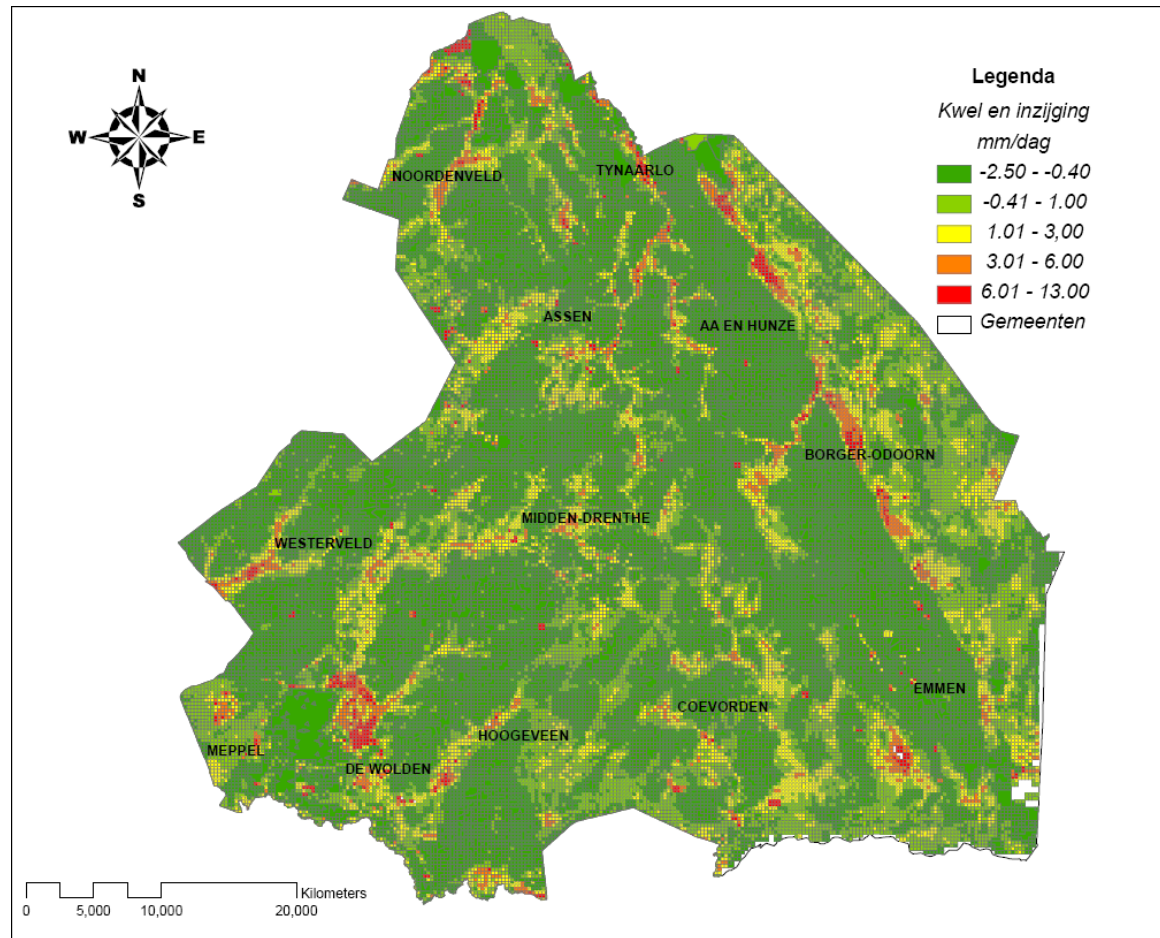 N
W E
S
Legenda
Kwel en inzijging
mm/dag
-2.50 - -0.40
-0.41 - 1.00
1.01 - 3,00
3.01 - 6.00
6.01 - 13.00
Gemeenten
NOORDENVELD
TYNAARLO
ASSEN
AA EN HUNZE
BORGER-ODOORN
MIDDEN-DRENTHE
WESTERVELD
EMMEN
COEVORDEN
HOOGEVEEN
MEPPEL
DE WOLDEN
Kilometers
0 5,000 10,000 20,000